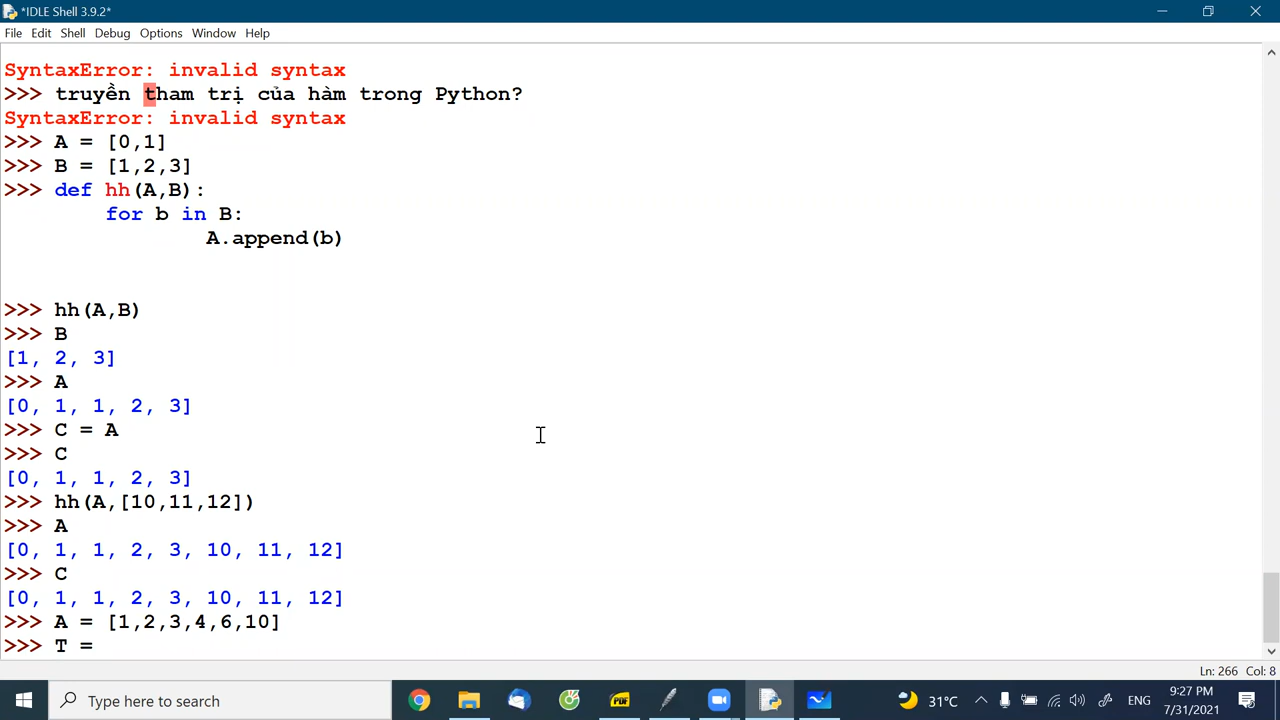 *IDLE Shell 3.9.2*
File Edit Shell Debug Options Window Help
SyntaxError: invalid syntax
>>> truyền tham trị của hàm trong Python?
SyntaxError: invalid syntax
>>> A = [0,1]
>>> B = [1,2,3]
>>> def hh(A,B):
for b in B:
A.append(b)
>>> hh(A,B)
>>> B
[1, 2, 3]
>>> A
[0, 1, 1, 2, 3]
>>> C = A
>>> C
[0, 1, 1, 2, 3]
>>> hh(A,[10,11,12])
>>> A
[0, 1, 1, 2, 3, 10, 11, 12]
>>> C
[0, 1, 1, 2, 3, 10, 11, 12]
>>> A = [1,2,3,4,6,10]
>>> T =
Ln: 266 Col: 8
Type here to search
PDF
31°C
ENG
9:27 PM
7/31/2021